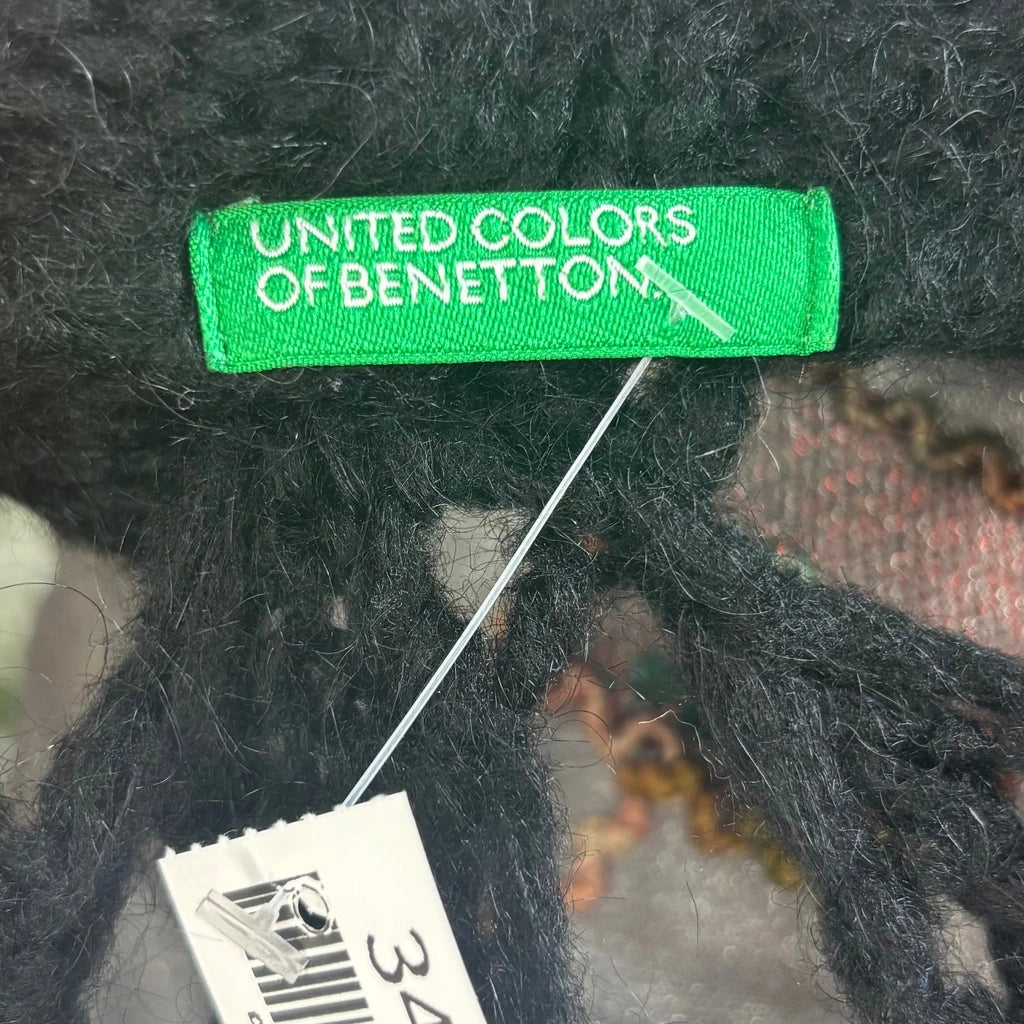 UNITED COLORS
OF BENETTON.
34